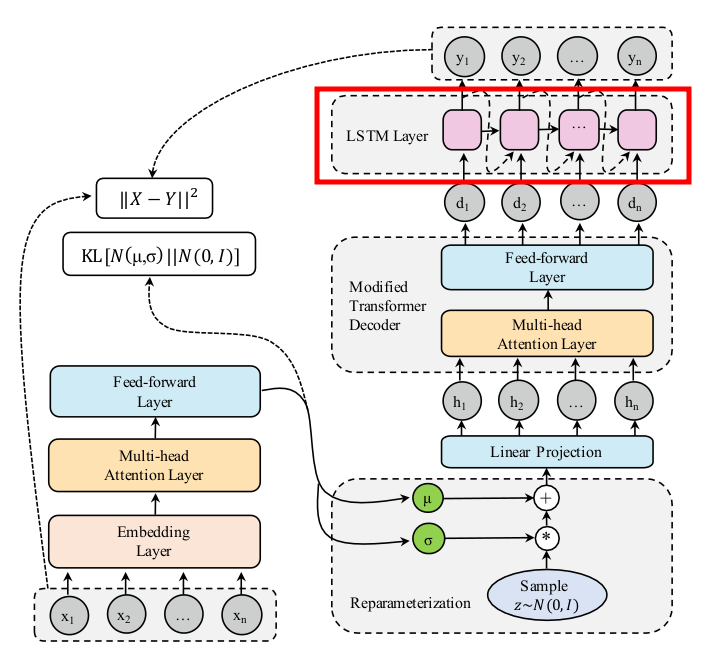 y1 y2 … yn
LSTM Layer
…
‖X − Y‖²
d1 d2 … dn
KL[N(μ,σ)||N(0, I)]
Feed-forward
Layer
Modified
Transformer
Decoder
Multi-head
Attention Layer
Feed-forward
Layer
h1 h2 … hn
Multi-head
Attention Layer
Linear Projection
μ
+
Embedding
Layer
σ
*
Sample
z~N(0, I)
Reparameterization
x1 x2 … xn